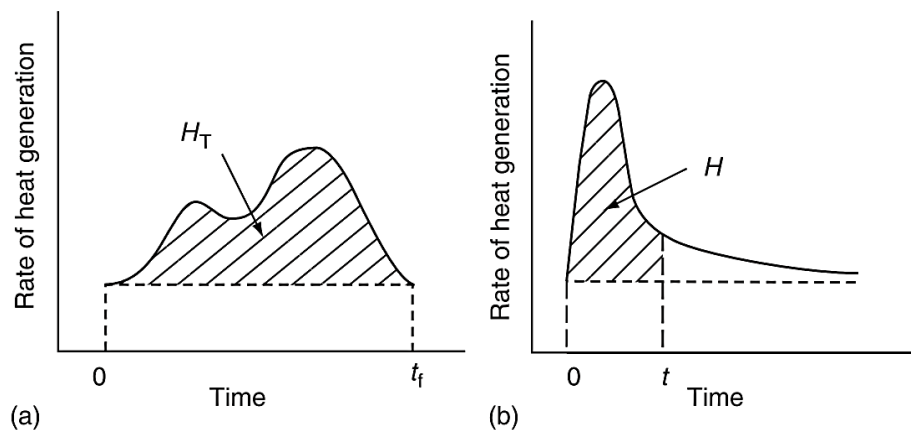 Rate of heat generation
H_T
0
t_f
Time
(a)
Rate of heat generation
H
0
t
Time
(b)